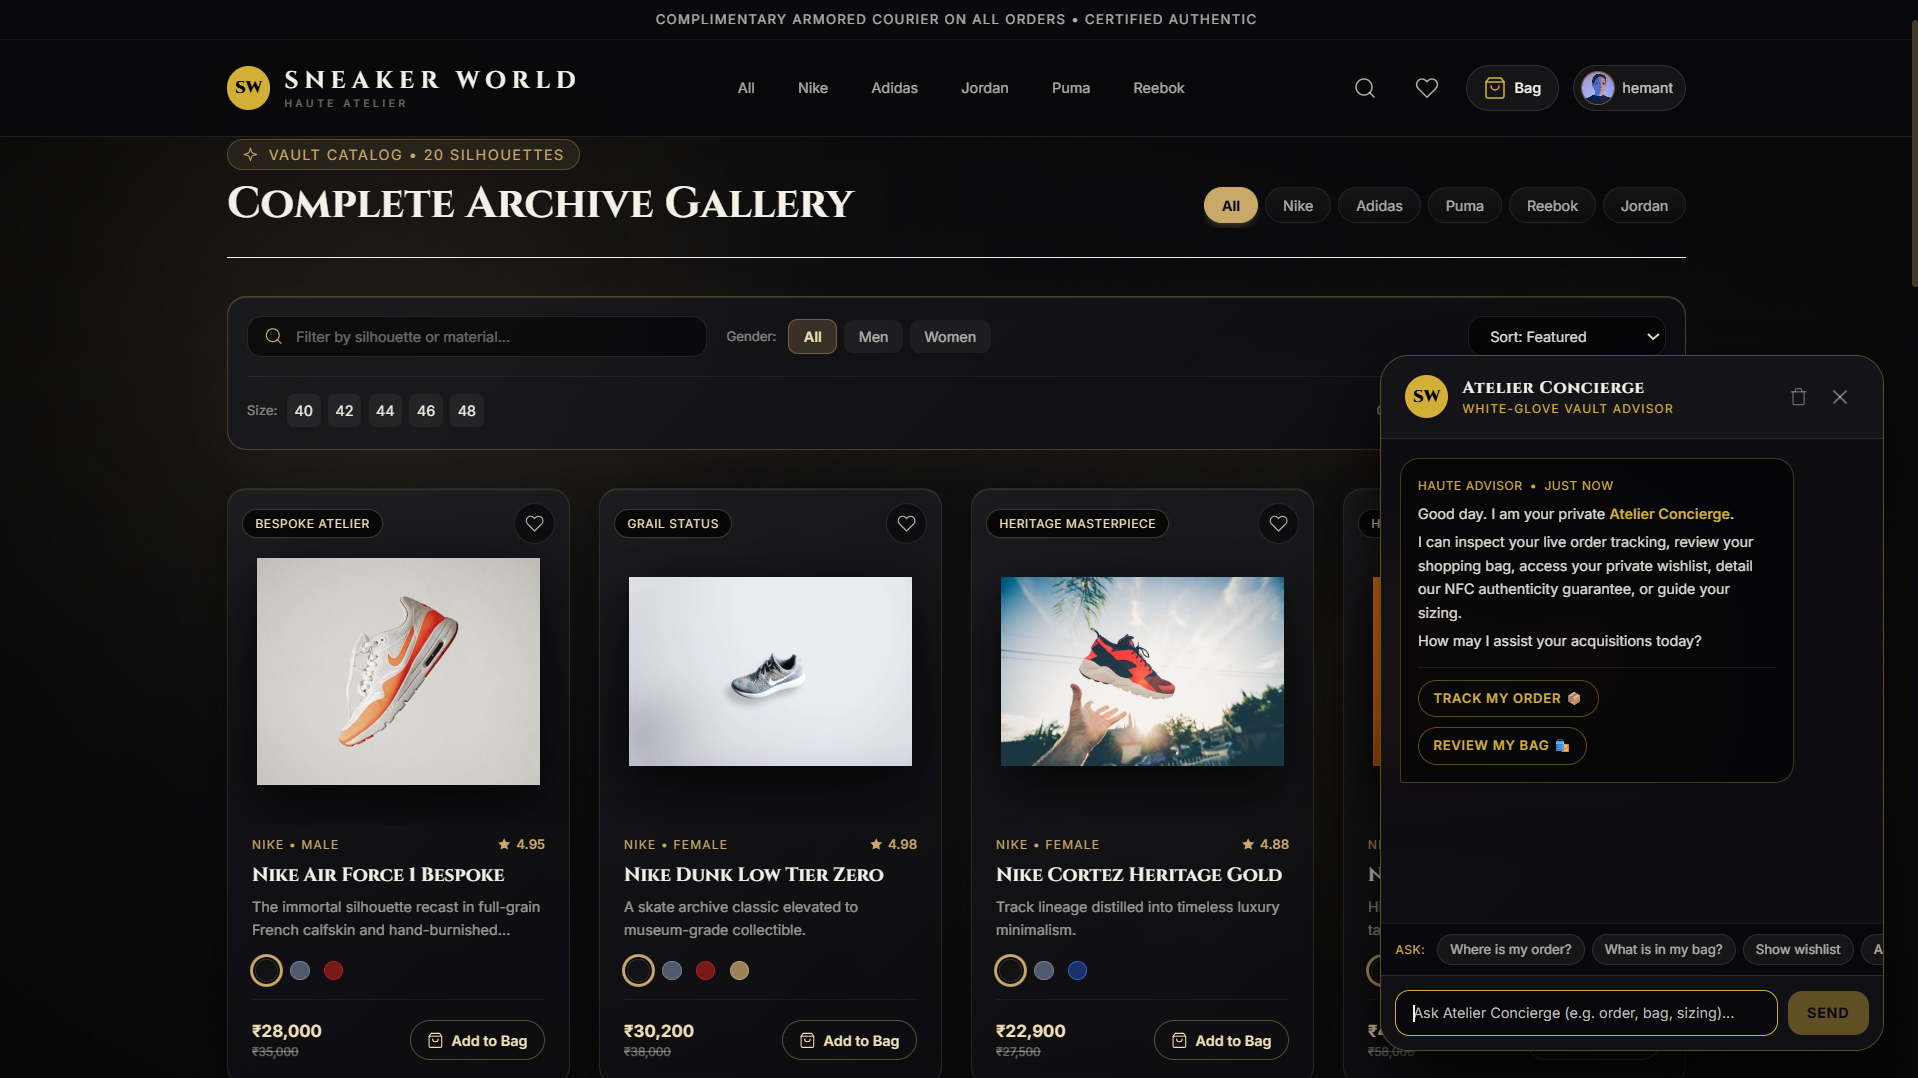 COMPLIMENTARY ARMORED COURIER ON ALL ORDERS • CERTIFIED AUTHENTIC
SW
SNEAKER WORLD
HAUTE ATELIER
All
Nike
Adidas
Jordan
Puma
Reebok
Bag
hemant
VAULT CATALOG • 20 SILHOUETTES
COMPLETE ARCHIVE GALLERY
All
Nike
Adidas
Puma
Reebok
Jordan
Filter by silhouette or material...
Gender:
All
Men
Women
Sort: Featured
Size:
40
42
44
46
48
BESPOKE ATELIER
NIKE • MALE
★ 4.95
NIKE AIR FORCE 1 BESPOKE
The immortal silhouette recast in full-grain
French calfskin and hand-burnished...
₹28,000
₹35,000
Add to Bag
GRAIL STATUS
NIKE • FEMALE
★ 4.98
NIKE DUNK LOW TIER ZERO
A skate archive classic elevated to
museum-grade collectible.
₹30,200
₹38,000
Add to Bag
HERITAGE MASTERPIECE
NIKE • FEMALE
★ 4.88
NIKE CORTEZ HERITAGE GOLD
Track lineage distilled into timeless luxury
minimalism.
₹22,900
₹27,500
Add to Bag
₹58,000
SW
ATELIER CONCIERGE
WHITE-GLOVE VAULT ADVISOR
HAUTE ADVISOR • JUST NOW
Good day. I am your private Atelier Concierge.
I can inspect your live order tracking, review your
shopping bag, access your private wishlist, detail
our NFC authenticity guarantee, or guide your
sizing.
How may I assist your acquisitions today?
TRACK MY ORDER 📦
REVIEW MY BAG 🛍️
ASK:
Where is my order?
What is in my bag?
Show wishlist
Ask Atelier Concierge (e.g. order, bag, sizing)...
SEND